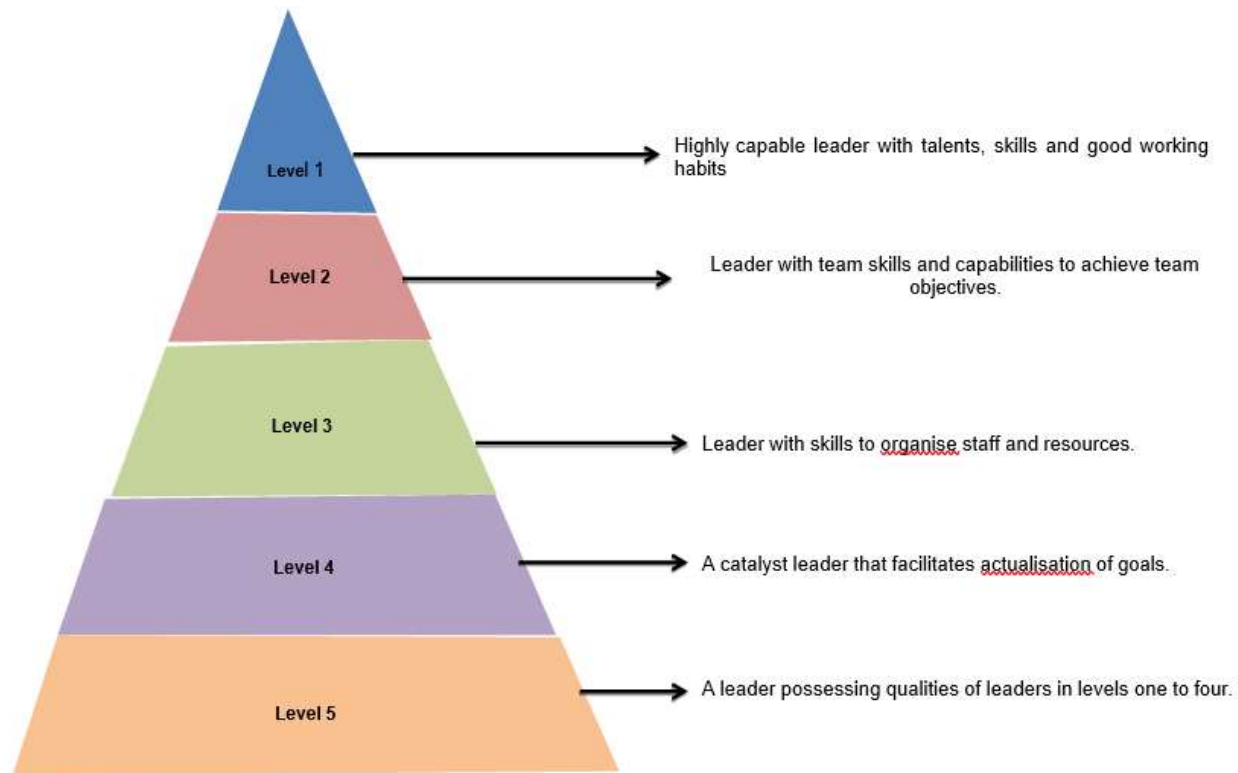 Level 1
Highly capable leader with talents, skills and good working
habits
Level 2
Leader with team skills and capabilities to achieve team
objectives.
Level 3
Leader with skills to organise staff and resources.
Level 4
A catalyst leader that facilitates actualisation of goals.
Level 5
A leader possessing qualities of leaders in levels one to four.